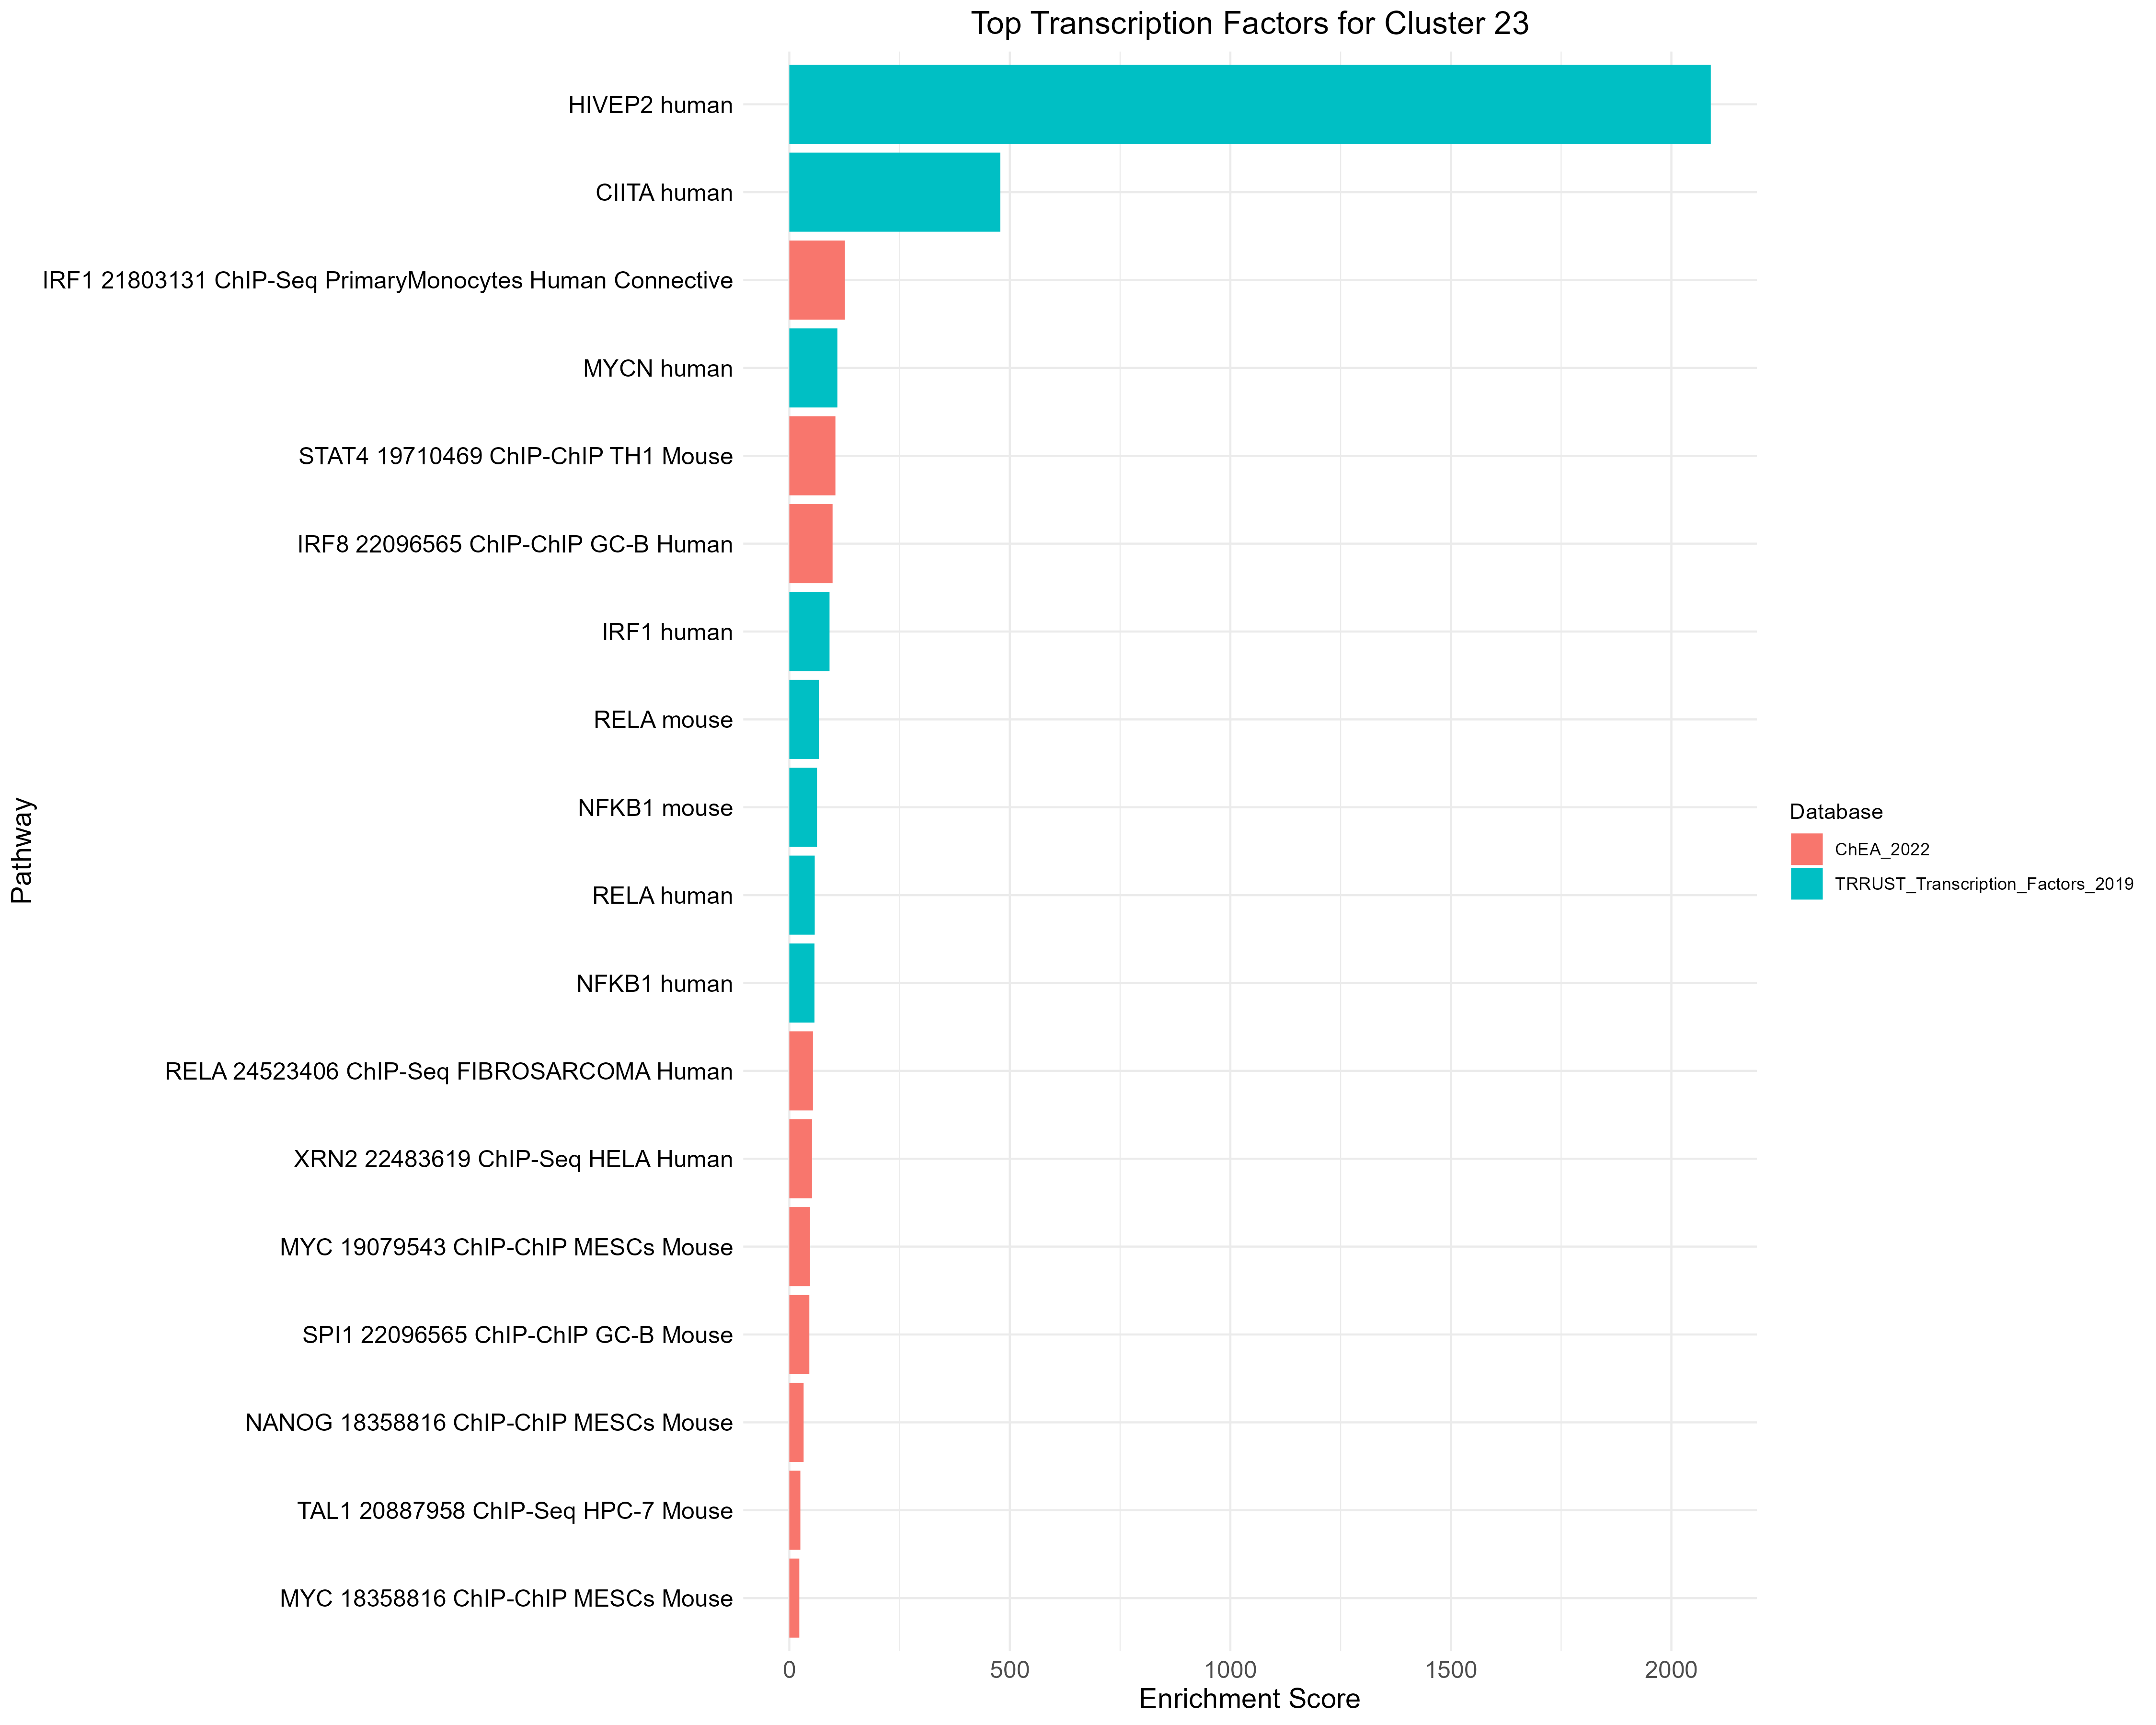 Top Transcription Factors for Cluster 23
HIVEP2 human
CIITA human
IRF1 21803131 ChIP-Seq PrimaryMonocytes Human Connective
MYCN human
STAT4 19710469 ChIP-ChIP TH1 Mouse
IRF8 22096565 ChIP-ChIP GC-B Human
IRF1 human
RELA mouse
NFKB1 mouse
RELA human
NFKB1 human
RELA 24523406 ChIP-Seq FIBROSARCOMA Human
XRN2 22483619 ChIP-Seq HELA Human
MYC 19079543 ChIP-ChIP MESCs Mouse
SPI1 22096565 ChIP-ChIP GC-B Mouse
NANOG 18358816 ChIP-ChIP MESCs Mouse
TAL1 20887958 ChIP-Seq HPC-7 Mouse
MYC 18358816 ChIP-ChIP MESCs Mouse
Pathway
0 500 1000 1500 2000
Enrichment Score
Database
ChEA_2022
TRRUST_Transcription_Factors_2019